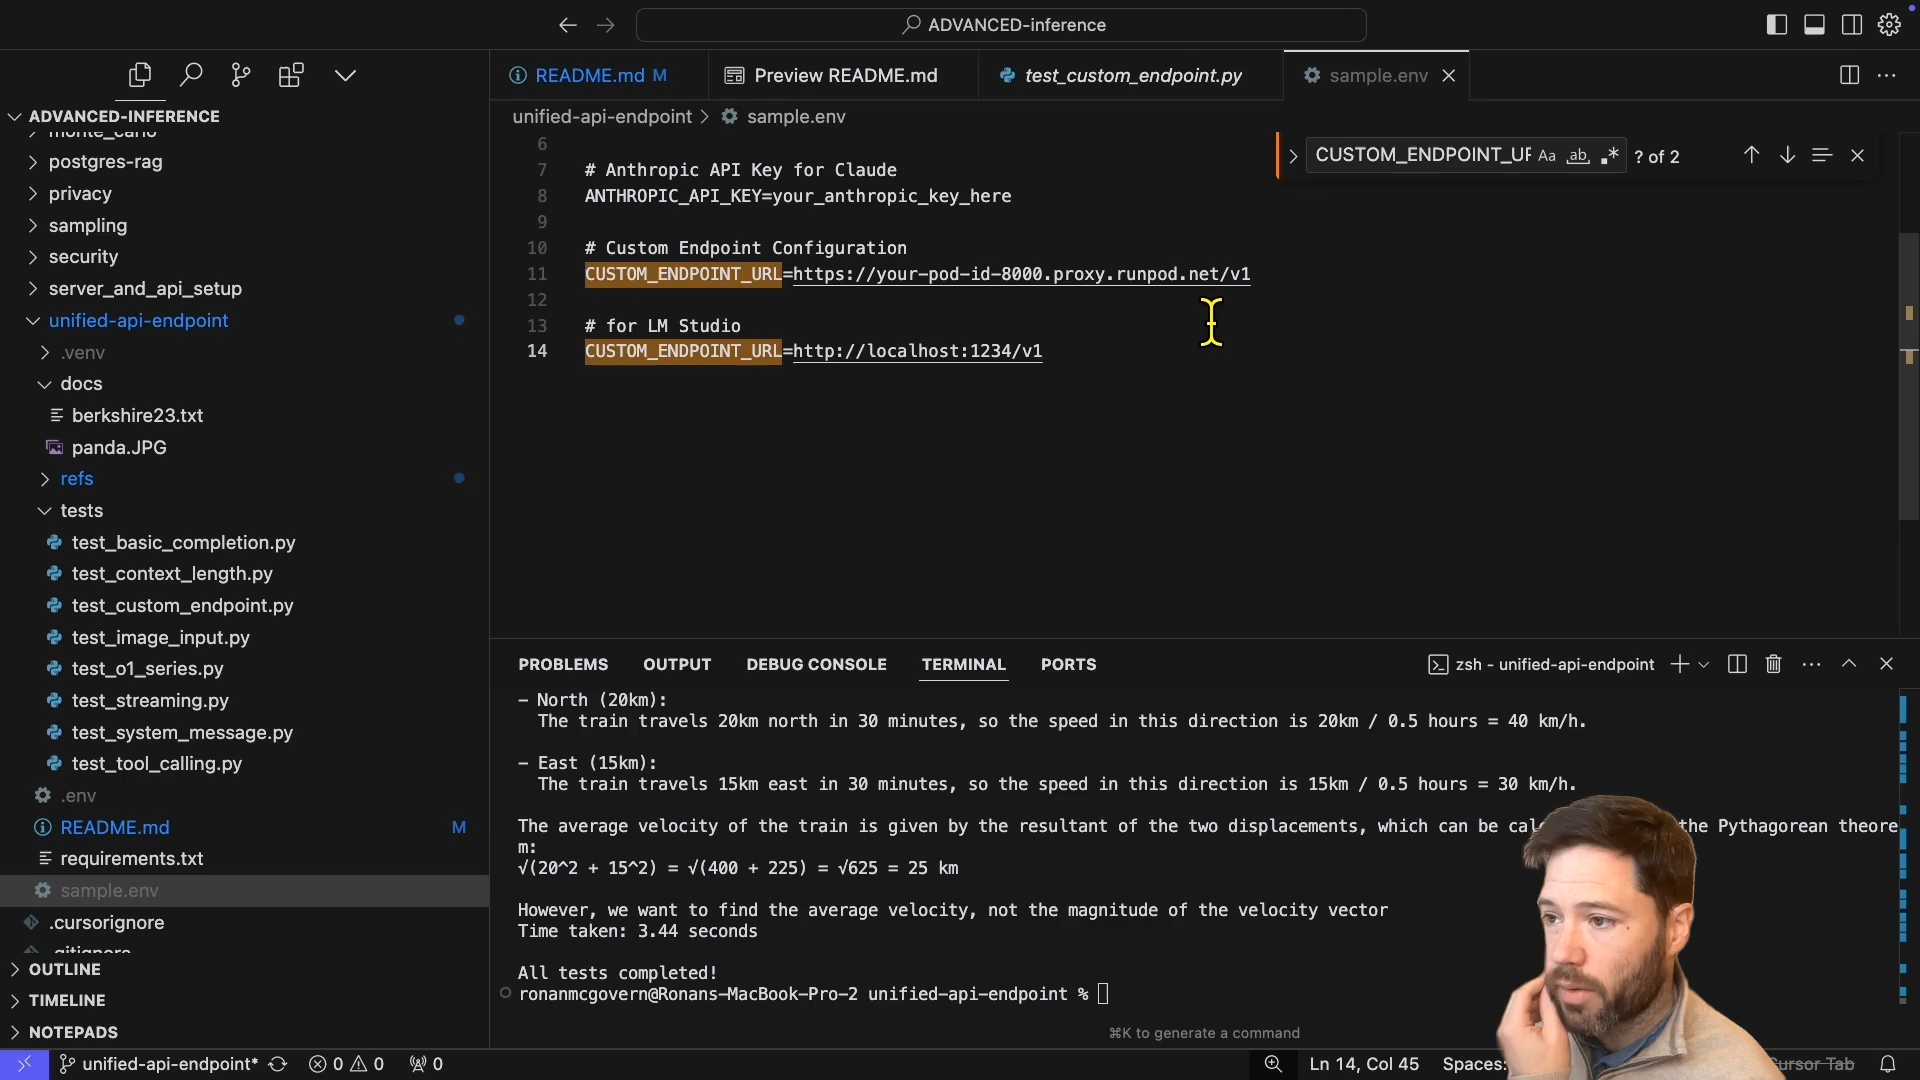 ADVANCED-inference
README.md M
Preview README.md
test_custom_endpoint.py
sample.env
ADVANCED-INFERENCE
monte_carlo
postgres-rag
privacy
sampling
security
server_and_api_setup
unified-api-endpoint
.venv
docs
berkshire23.txt
panda.JPG
refs
tests
test_basic_completion.py
test_context_length.py
test_custom_endpoint.py
test_image_input.py
test_o1_series.py
test_streaming.py
test_system_message.py
test_tool_calling.py
.env
README.md M
requirements.txt
sample.env
.cursorignore
.gitignore
OUTLINE
TIMELINE
NOTEPADS
unified-api-endpoint > sample.env
CUSTOM_ENDPOINT_UR Aa ab .* ? of 2
6
7 # Anthropic API Key for Claude
8 ANTHROPIC_API_KEY=your_anthropic_key_here
9
10 # Custom Endpoint Configuration
11 CUSTOM_ENDPOINT_URL=https://your-pod-id-8000.proxy.runpod.net/v1
12
13 # for LM Studio
14 CUSTOM_ENDPOINT_URL=http://localhost:1234/v1
PROBLEMS OUTPUT DEBUG CONSOLE TERMINAL PORTS
zsh - unified-api-endpoint
- North (20km):
The train travels 20km north in 30 minutes, so the speed in this direction is 20km / 0.5 hours = 40 km/h.
- East (15km):
The train travels 15km east in 30 minutes, so the speed in this direction is 15km / 0.5 hours = 30 km/h.
The average velocity of the train is given by the resultant of the two displacements, which can be the Pythagorean theore
m:
√(20^2 + 15^2) = √(400 + 225) = √625 = 25 km
However, we want to find the average velocity, not the magnitude of the velocity vector
Time taken: 3.44 seconds
All tests completed!
ronanmcgovern@Ronans-MacBook-Pro-2 unified-api-endpoint %
⌘K to generate a command
unified-api-endpoint* 0 0 0
Ln 14, Col 45 Spaces: Cursor Tab